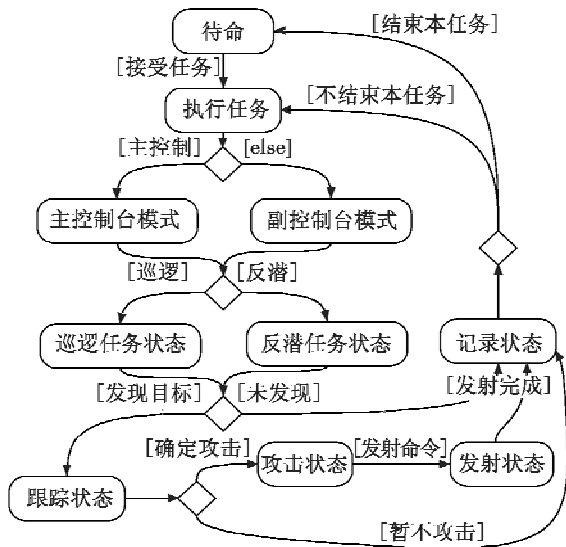 待命
[结束本任务]
[接受任务]
执行任务
[不结束本任务]
[主控制]
[else]
主控制台模式
副控制台模式
[巡逻]
[反潜]
巡逻任务状态
反潜任务状态
记录状态
[发现目标]
[未发现]
[发射完成]
[确定攻击]
攻击状态
[发射命令]
发射状态
跟踪状态
[暂不攻击]